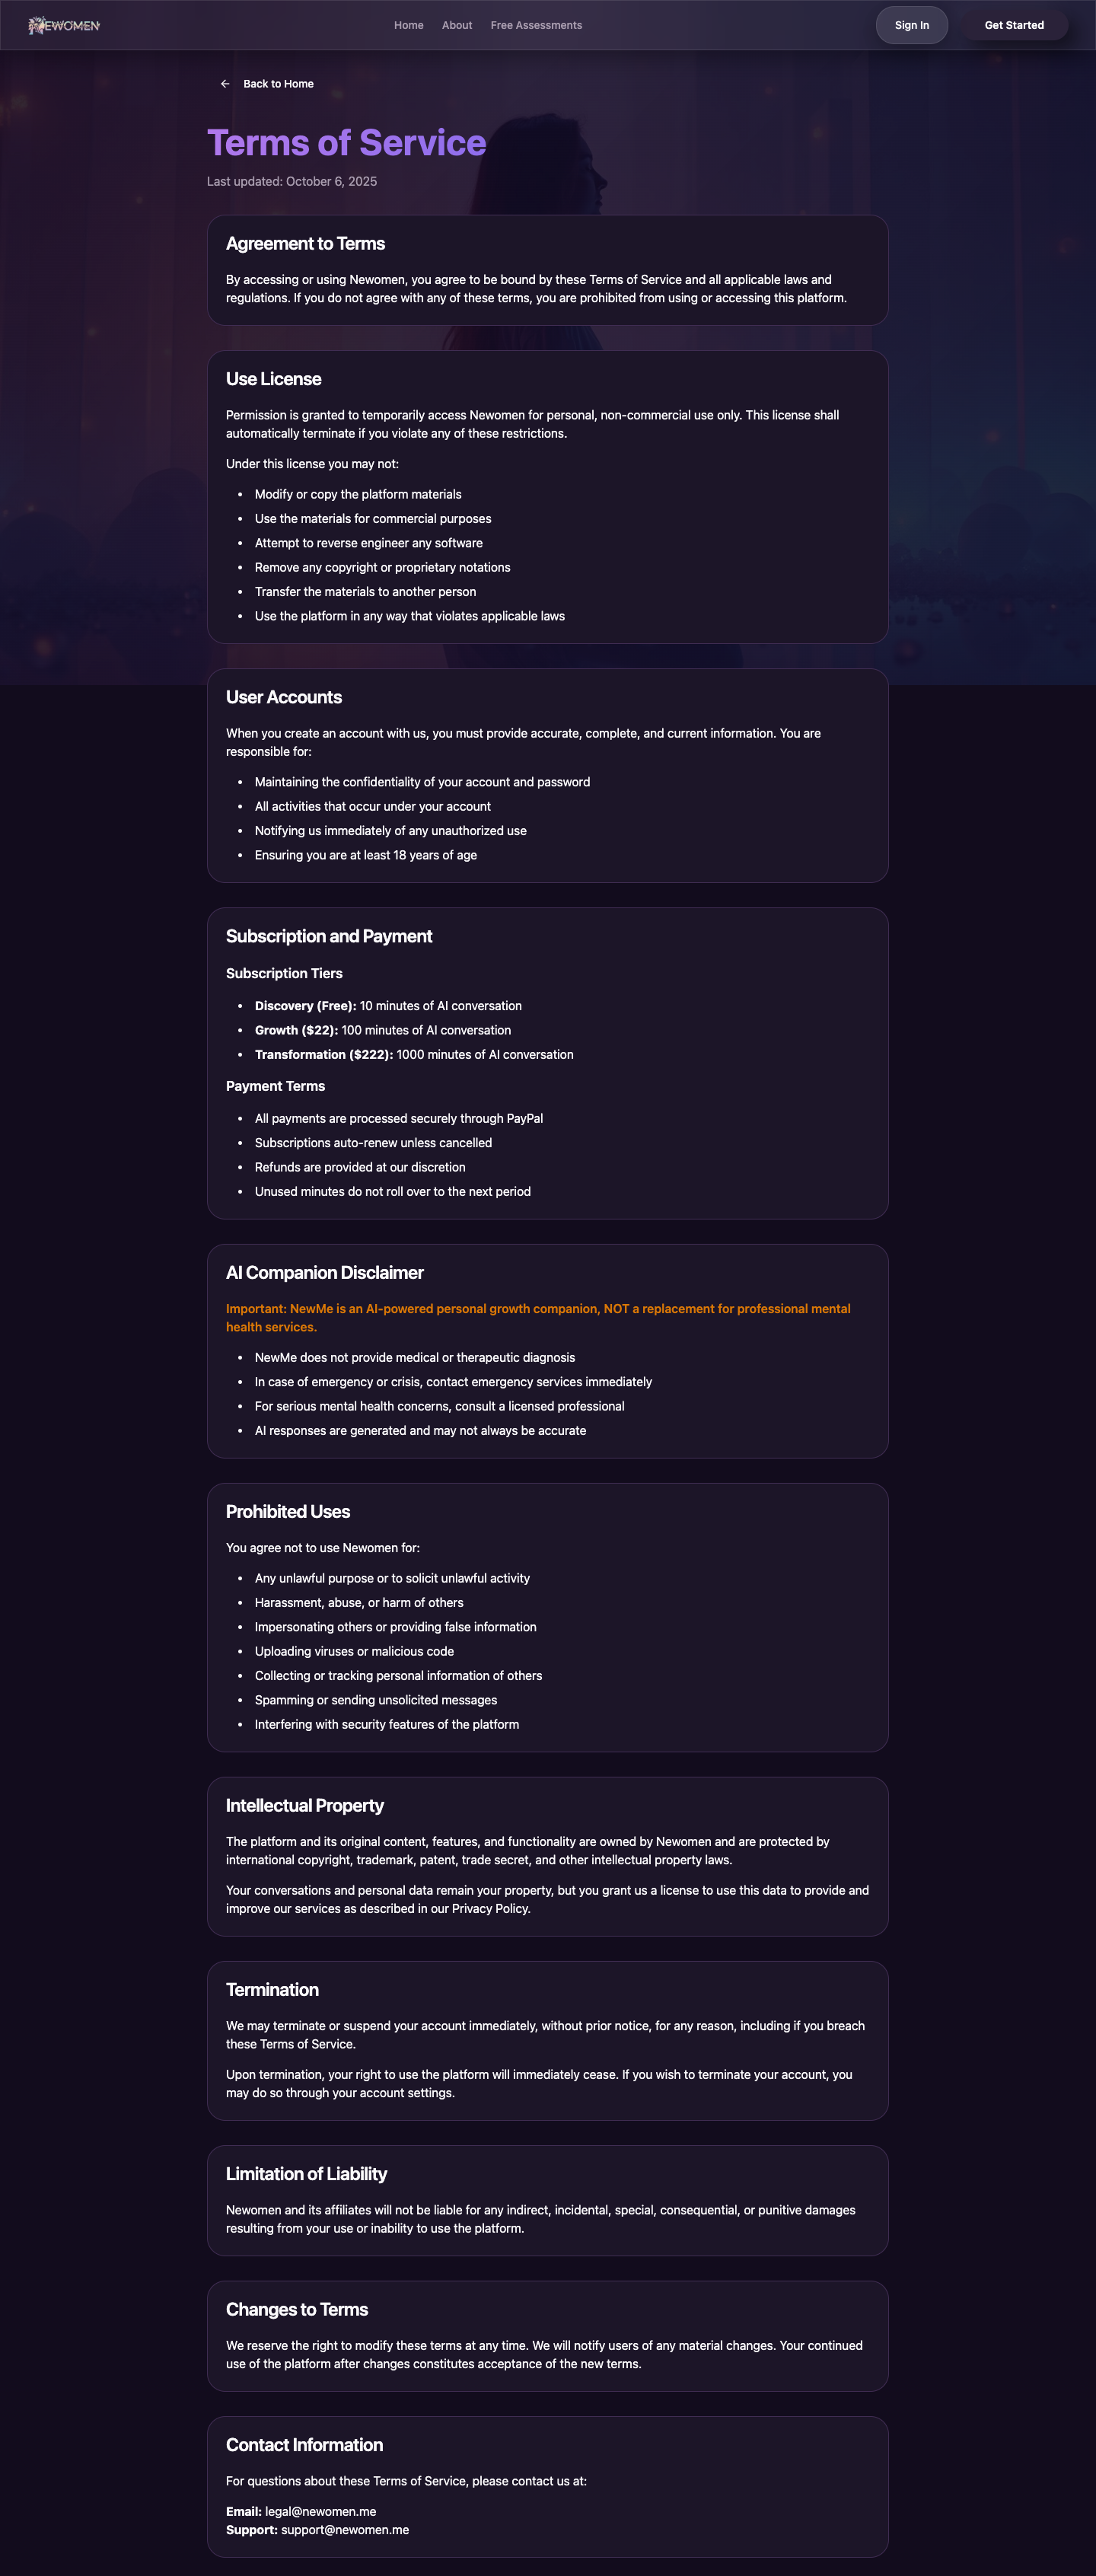 NEWOMEN
Home
About
Free Assessments
Sign In
Get Started
Back to Home
Terms of Service
Last updated: October 6, 2025
Agreement to Terms
By accessing or using Newomen, you agree to be bound by these Terms of Service and all applicable laws and
regulations. If you do not agree with any of these terms, you are prohibited from using or accessing this platform.
Use License
Permission is granted to temporarily access Newomen for personal, non-commercial use only. This license shall
automatically terminate if you violate any of these restrictions.
Under this license you may not:
• Modify or copy the platform materials
• Use the materials for commercial purposes
• Attempt to reverse engineer any software
• Remove any copyright or proprietary notations
• Transfer the materials to another person
• Use the platform in any way that violates applicable laws
User Accounts
When you create an account with us, you must provide accurate, complete, and current information. You are
responsible for:
• Maintaining the confidentiality of your account and password
• All activities that occur under your account
• Notifying us immediately of any unauthorized use
• Ensuring you are at least 18 years of age
Subscription and Payment
Subscription Tiers
• Discovery (Free): 10 minutes of AI conversation
• Growth ($22): 100 minutes of AI conversation
• Transformation ($222): 1000 minutes of AI conversation
Payment Terms
• All payments are processed securely through PayPal
• Subscriptions auto-renew unless cancelled
• Refunds are provided at our discretion
• Unused minutes do not roll over to the next period
AI Companion Disclaimer
Important: NewMe is an AI-powered personal growth companion, NOT a replacement for professional mental
health services.
• NewMe does not provide medical or therapeutic diagnosis
• In case of emergency or crisis, contact emergency services immediately
• For serious mental health concerns, consult a licensed professional
• AI responses are generated and may not always be accurate
Prohibited Uses
You agree not to use Newomen for:
• Any unlawful purpose or to solicit unlawful activity
• Harassment, abuse, or harm of others
• Impersonating others or providing false information
• Uploading viruses or malicious code
• Collecting or tracking personal information of others
• Spamming or sending unsolicited messages
• Interfering with security features of the platform
Intellectual Property
The platform and its original content, features, and functionality are owned by Newomen and are protected by
international copyright, trademark, patent, trade secret, and other intellectual property laws.
Your conversations and personal data remain your property, but you grant us a license to use this data to provide and
improve our services as described in our Privacy Policy.
Termination
We may terminate or suspend your account immediately, without prior notice, for any reason, including if you breach
these Terms of Service.
Upon termination, your right to use the platform will immediately cease. If you wish to terminate your account, you
may do so through your account settings.
Limitation of Liability
Newomen and its affiliates will not be liable for any indirect, incidental, special, consequential, or punitive damages
resulting from your use or inability to use the platform.
Changes to Terms
We reserve the right to modify these terms at any time. We will notify users of any material changes. Your continued
use of the platform after changes constitutes acceptance of the new terms.
Contact Information
For questions about these Terms of Service, please contact us at:
Email: legal@newomen.me
Support: support@newomen.me